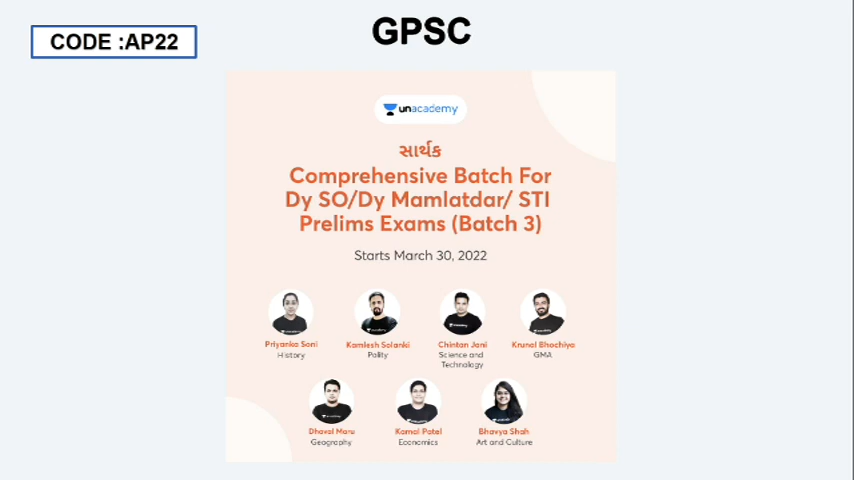 GPSC
CODE :AP22
unacademy
સાર્થક
Comprehensive Batch For
Dy SO/Dy Mamlatdar/ STI
Prelims Exams (Batch 3)
Starts March 30, 2022
Priyanka Soni
History
Kamlesh Solanki
Polity
Chintan Jani
Science and
Technology
Krunal Bhochiya
GMA
Dhaval Maru
Geography
Kamal Patel
Economics
Bhavya Shah
Art and Culture